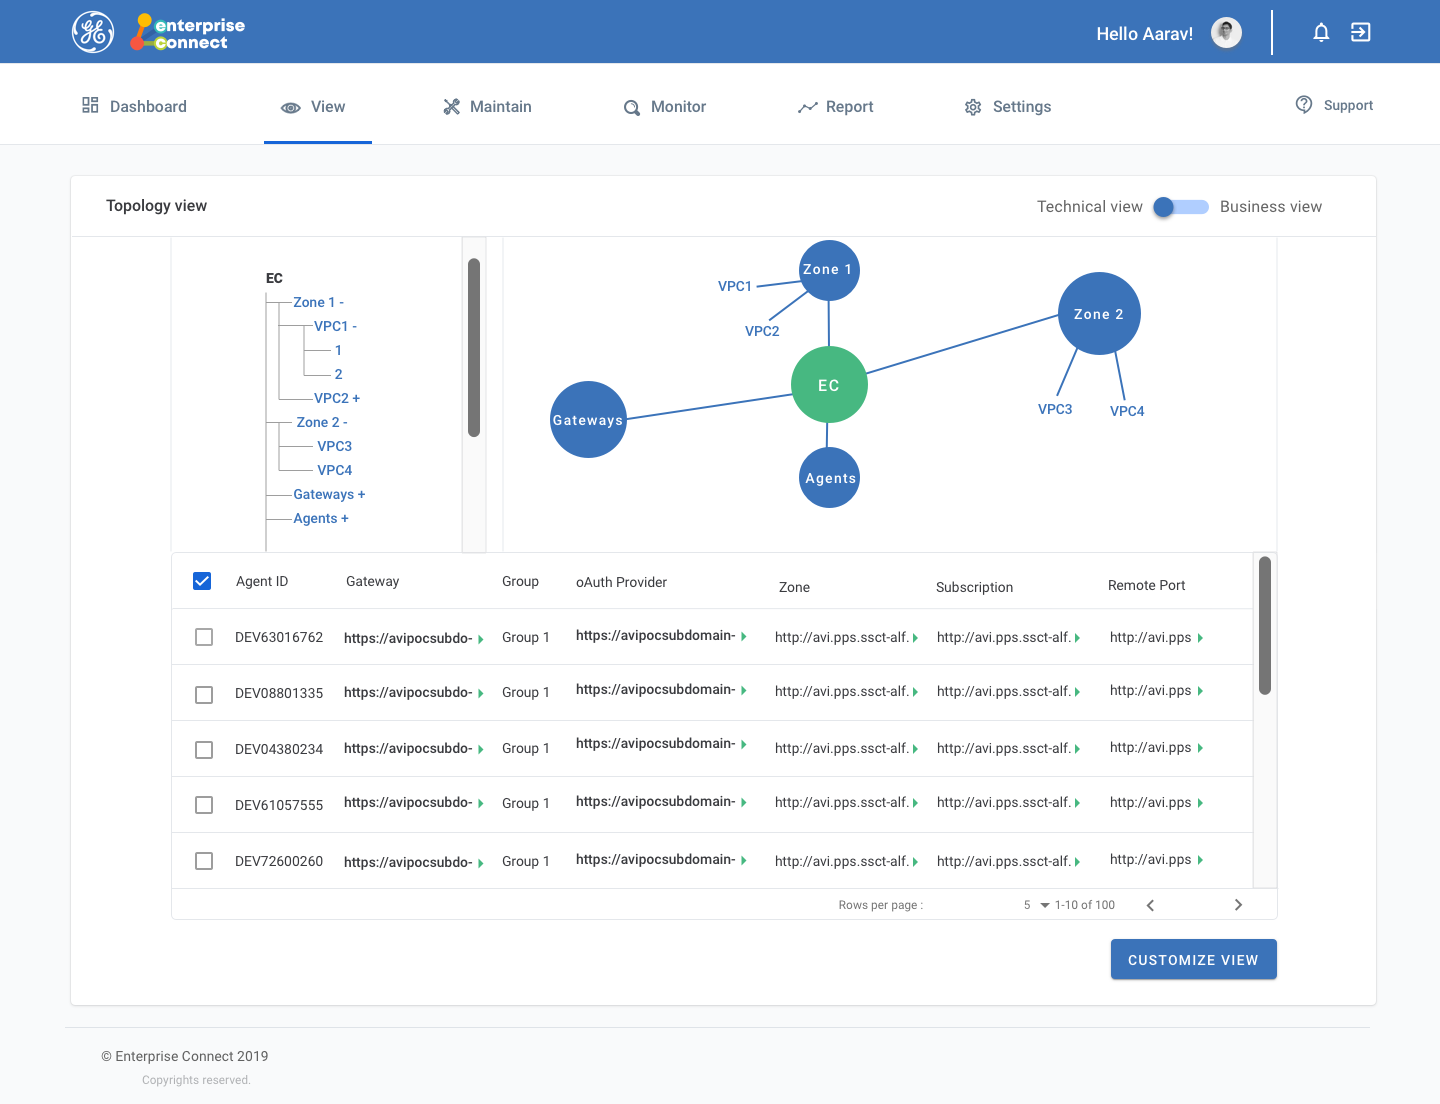 GE enterprise
connect
Hello Aarav!
Dashboard View Maintain Monitor Report Settings Support
Topology view
Technical view Business view
EC
Zone 1 -
VPC1 -
1
2
VPC2 +
Zone 2 -
VPC3
VPC4
Gateways +
Agents +
Zone 1
VPC1
VPC2
Zone 2
EC
VPC3 VPC4
Gateways
Agents
Agent ID Gateway Group oAuth Provider Zone Subscription Remote Port
DEV63016762 https://avipocsubdo- Group 1 https://avipocsubdomain- http://avi.pps.ssct-alf. http://avi.pps.ssct-alf. http://avi.pps
DEV08801335 https://avipocsubdo- Group 1 https://avipocsubdomain- http://avi.pps.ssct-alf. http://avi.pps.ssct-alf. http://avi.pps
DEV04380234 https://avipocsubdo- Group 1 https://avipocsubdomain- http://avi.pps.ssct-alf. http://avi.pps.ssct-alf. http://avi.pps
DEV61057555 https://avipocsubdo- Group 1 https://avipocsubdomain- http://avi.pps.ssct-alf. http://avi.pps.ssct-alf. http://avi.pps
DEV72600260 https://avipocsubdo- Group 1 https://avipocsubdomain- http://avi.pps.ssct-alf. http://avi.pps.ssct-alf. http://avi.pps
Rows per page : 5 1-10 of 100
CUSTOMIZE VIEW
© Enterprise Connect 2019
Copyrights reserved.